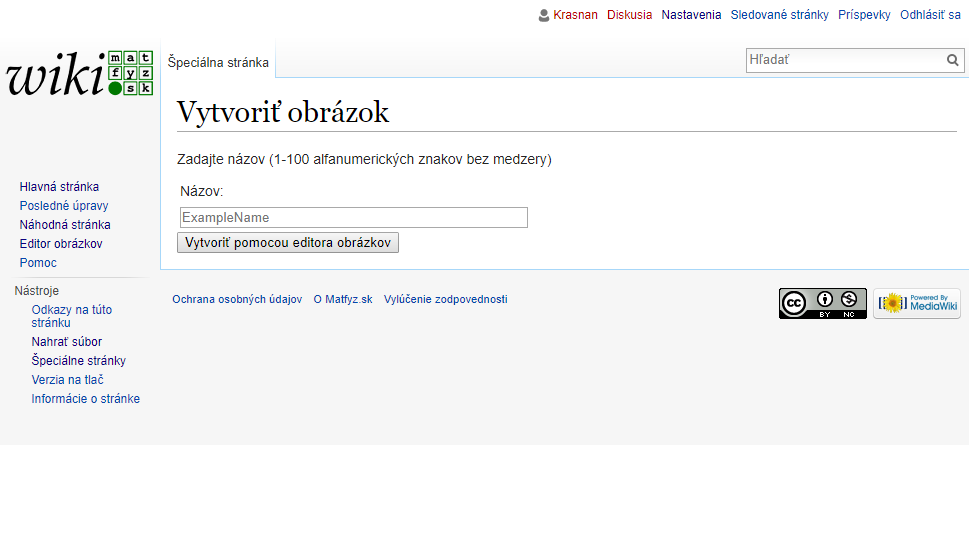 Krasnan Diskusia Nastavenia Sledované stránky Príspevky Odhlásiť sa
wiki mat fyz sk
Špeciálna stránka
Hľadať
Vytvoriť obrázok
Zadajte názov (1-100 alfanumerických znakov bez medzery)
Názov:
ExampleName
Vytvoriť pomocou editora obrázkov
Hlavná stránka
Posledné úpravy
Náhodná stránka
Editor obrázkov
Pomoc
Nástroje
Odkazy na túto
stránku
Nahrať súbor
Špeciálne stránky
Verzia na tlač
Informácie o stránke
Ochrana osobných údajov O Matfyz.sk Vylúčenie zodpovednosti
cc BY NC
Powered By
MediaWiki